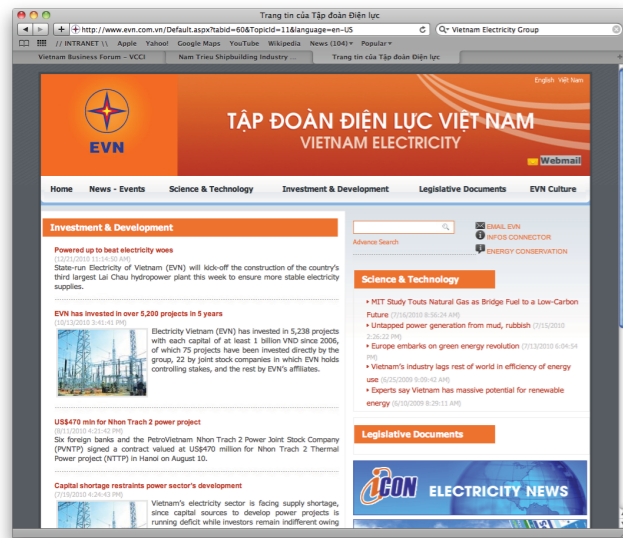 Trang tin của Tập đoàn Điện lực
http://www.evn.com.vn/Default.aspx?tabid=60&TopicId=11&language=en-US
Vietnam Electricity Group
// INTRANET \\ Apple Yahoo! Google Maps YouTube Wikipedia News (104) Popular
Vietnam Business Forum – VCCI
Nam Trieu Shipbuilding Industry ...
Trang tin của Tập đoàn Điện lực
English Việt Nam
EVN
TẬP ĐOÀN ĐIỆN LỰC VIỆT NAM
VIETNAM ELECTRICITY
Webmail
Home News - Events Science & Technology Investment & Development Legislative Documents EVN Culture
Investment & Development
Powered up to beat electricity woes
(12/21/2010 11:14:50 AM)
State-run Electricity of Vietnam (EVN) will kick-off the construction of the country's
third largest Lai Chau hydropower plant this week to ensure more stable electricity
supplies.
EVN has invested in over 5,200 projects in 5 years
(10/13/2010 3:41:41 PM)
Electricity Vietnam (EVN) has invested in 5,238 projects
with each capital of at least 1 billion VND since 2006,
of which 75 projects have been invested directly by the
group, 22 by joint stock companies in which EVN holds
controlling stakes, and the rest by EVN's affiliates.
US$470 mln for Nhon Trach 2 power project
(8/11/2010 4:21:42 PM)
Six foreign banks and the PetroVietnam Nhon Trach 2 Power Joint Stock Company
(PVNTP) signed a contract valued at US$470 million for Nhon Trach 2 Thermal
Power project (NTTP) in Hanoi on August 10.
Capital shortage restraints power sector's development
(7/19/2010 4:24:43 PM)
Vietnam's electricity sector is facing supply shortage,
since capital sources to develop power projects is
running deficit while investors remain indifferent owing
Advance Search
EMAIL EVN
INFOS CONNECTOR
ENERGY CONSERVATION
Science & Technology
MIT Study Touts Natural Gas as Bridge Fuel to a Low-Carbon
Future (7/16/2010 8:58:24 AM)
Untapped power generation from mud, rubbish (7/15/2010
2:26:22 PM)
Europe embarks on green energy revolution (7/13/2010 6:04:54
PM)
Vietnam's industry lags rest of world in efficiency of energy
use (6/25/2009 9:08:42 AM)
Experts say Vietnam has massive potential for renewable
energy (6/10/2009 8:29:11 AM)
Legislative Documents
iCON ELECTRICITY NEWS